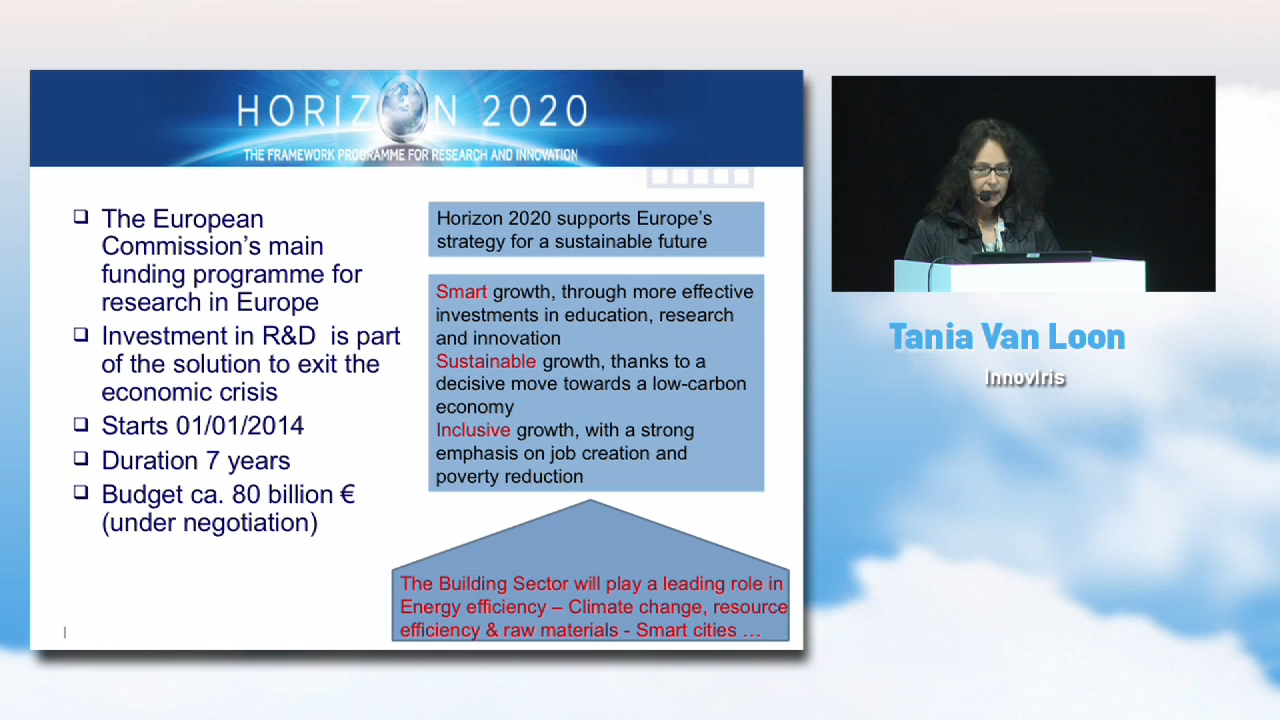 HORIZON 2020
THE FRAMEWORK PROGRAMME FOR RESEARCH AND INNOVATION
❑ The European
Commission's main
funding programme for
research in Europe
❑ Investment in R&D is part
of the solution to exit the
economic crisis
❑ Starts 01/01/2014
❑ Duration 7 years
❑ Budget ca. 80 billion €
(under negotiation)
Horizon 2020 supports Europe's
strategy for a sustainable future
Smart growth, through more effective
investments in education, research
and innovation
Sustainable growth, thanks to a
decisive move towards a low-carbon
economy
Inclusive growth, with a strong
emphasis on job creation and
poverty reduction
The Building Sector will play a leading role in
Energy efficiency – Climate change, resource
efficiency & raw materials - Smart cities …
|
Tania Van Loon
InnovIris